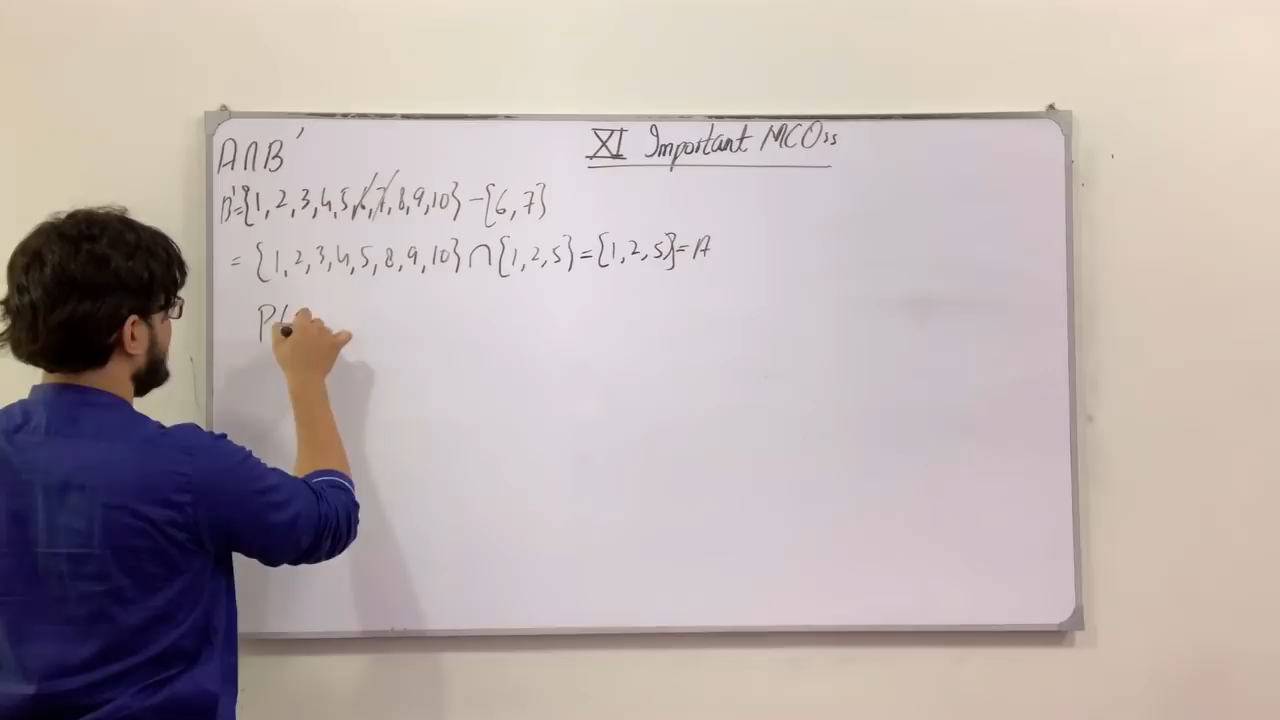 XI Important MCQs
A∩B'
B'={1,2,3,4,5,6,7,8,9,10} -{6,7}
= {1,2,3,4,5,8,9,10} ∩ {1,2,5} = {1,2,5} = A
P(